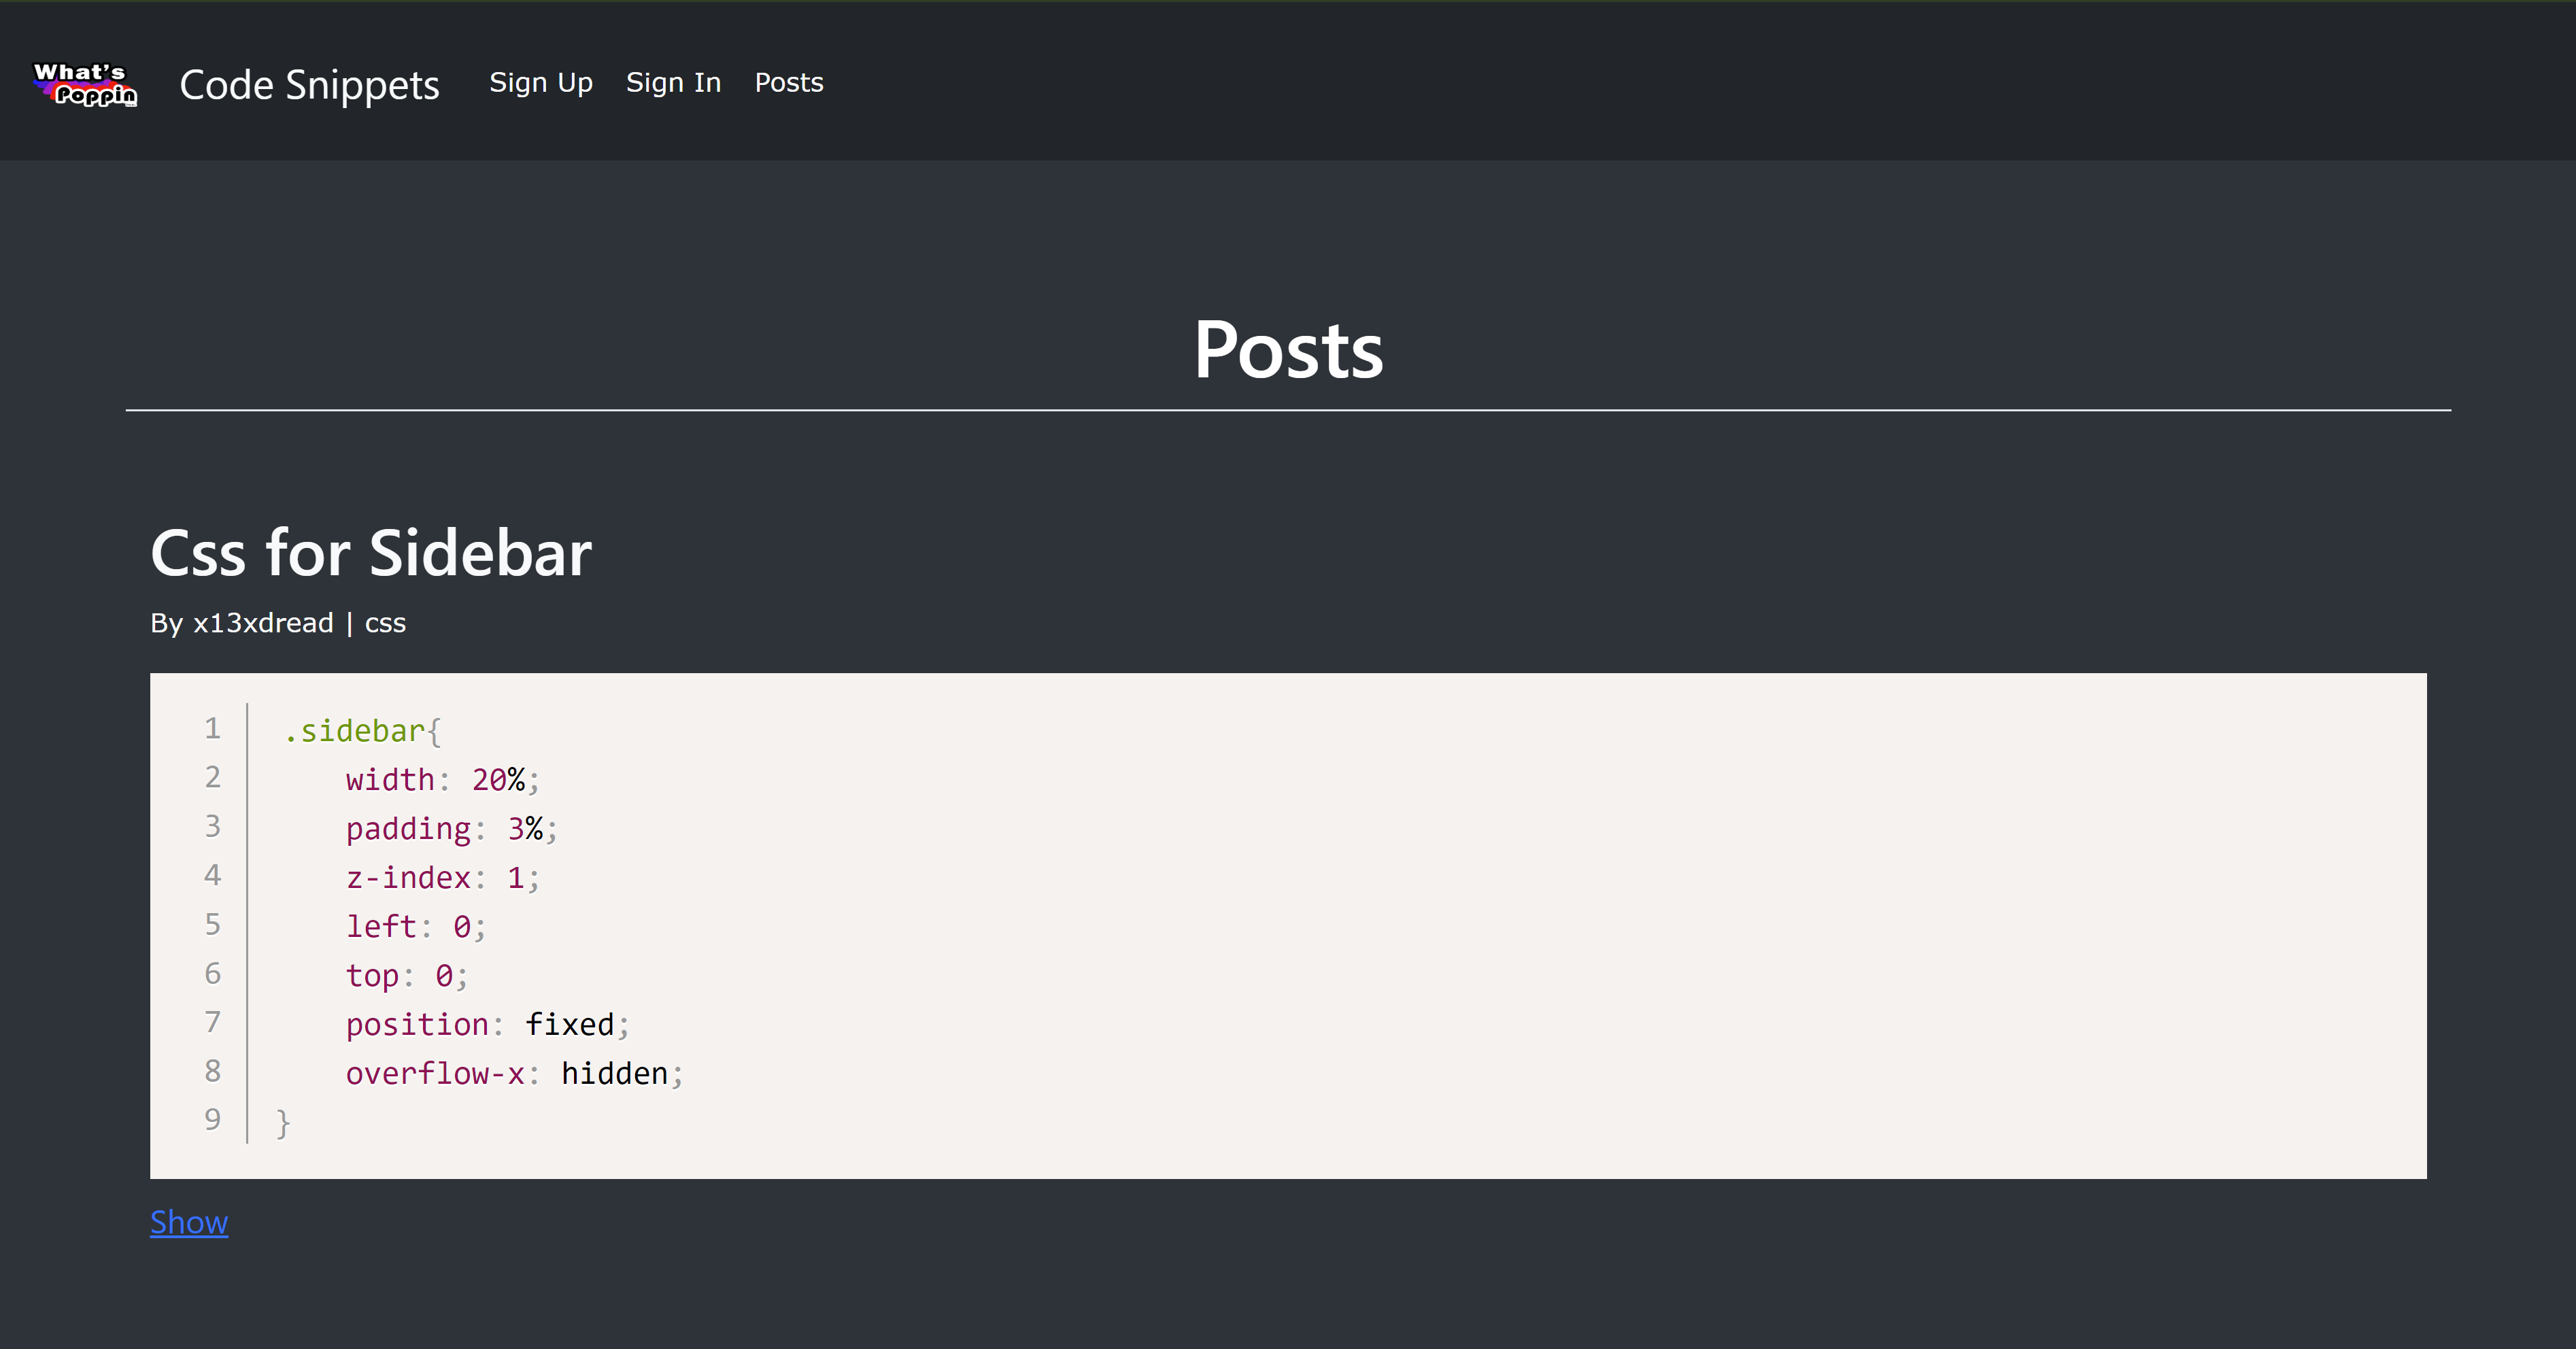 What's
Poppin
Code Snippets Sign Up Sign In Posts
Posts
Css for Sidebar
By x13xdread | css
1 .sidebar{
2     width: 20%;
3     padding: 3%;
4     z-index: 1;
5     left: 0;
6     top: 0;
7     position: fixed;
8     overflow-x: hidden;
9 }
Show